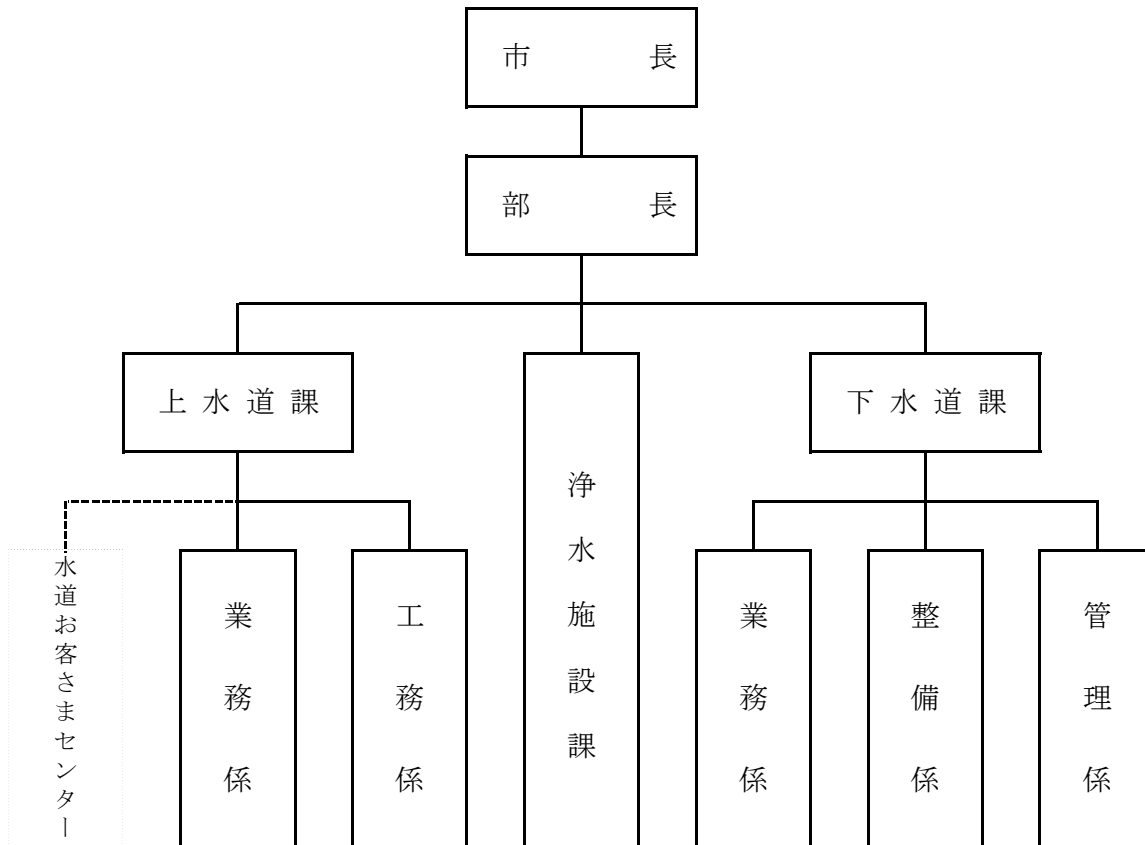 市長
部長
上水道課
浄水施設課
下水道課
水道お客さまセンター
業務係
工務係
業務係
整備係
管理係